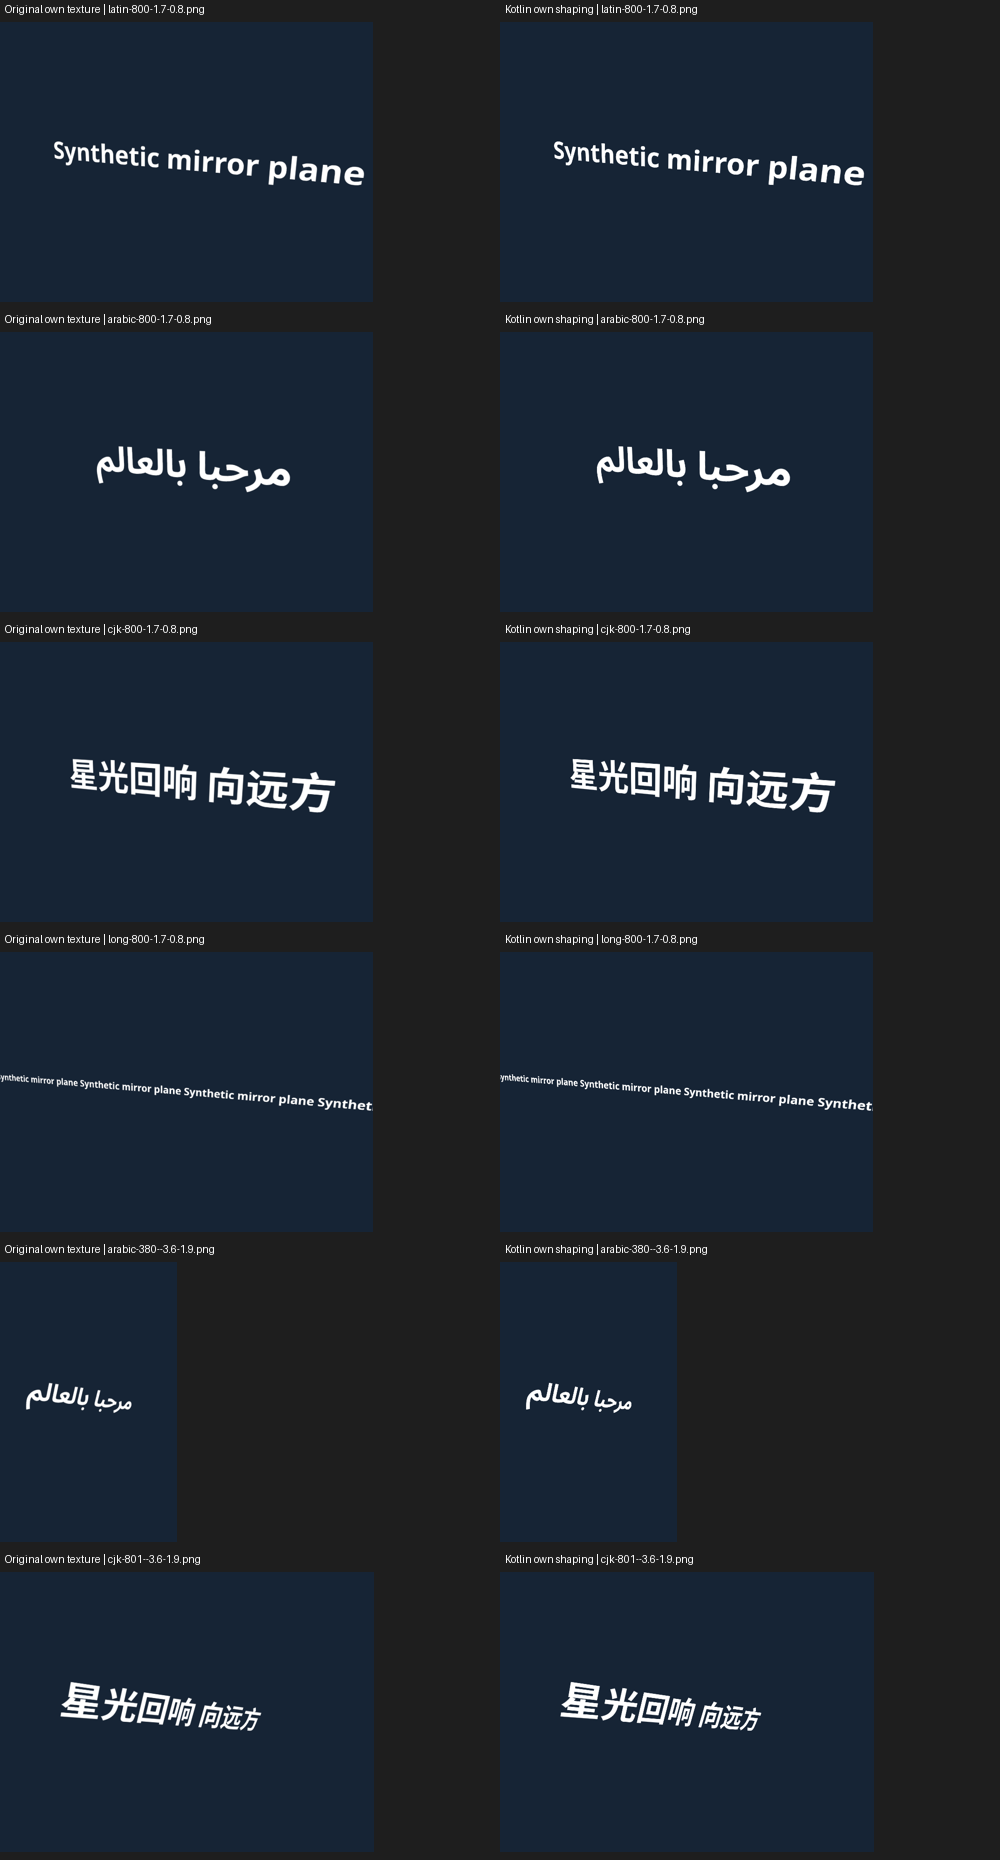 Original own texture | latin-800-1.7-0.8.png
Kotlin own shaping | latin-800-1.7-0.8.png
Synthetic mirror plane
Synthetic mirror plane
Original own texture | arabic-800-1.7-0.8.png
Kotlin own shaping | arabic-800-1.7-0.8.png
مرحبا بالعالم
مرحبا بالعالم
Original own texture | cjk-800-1.7-0.8.png
Kotlin own shaping | cjk-800-1.7-0.8.png
星光回响 向远方
星光回响 向远方
Original own texture | long-800-1.7-0.8.png
Kotlin own shaping | long-800-1.7-0.8.png
ynthetic mirror plane Synthetic mirror plane Synthetic mirror plane Synthet
ynthetic mirror plane Synthetic mirror plane Synthetic mirror plane Synthet
Original own texture | arabic-380--3.6-1.9.png
Kotlin own shaping | arabic-380--3.6-1.9.png
مرحبا بالعالم
مرحبا بالعالم
Original own texture | cjk-801--3.6-1.9.png
Kotlin own shaping | cjk-801--3.6-1.9.png
星光回响 向远方
星光回响 向远方